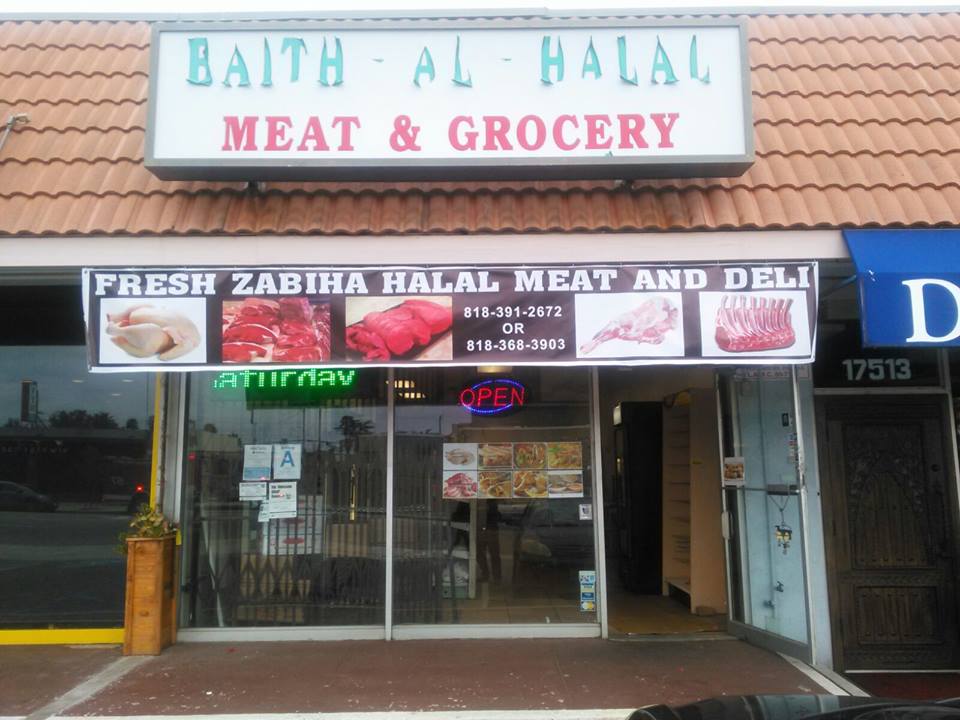 BAITH - AL - HALAL
MEAT & GROCERY
FRESH ZABIHA HALAL MEAT AND DELI
818-391-2672
OR
818-368-3903
D
17513
aturday
OPEN
A